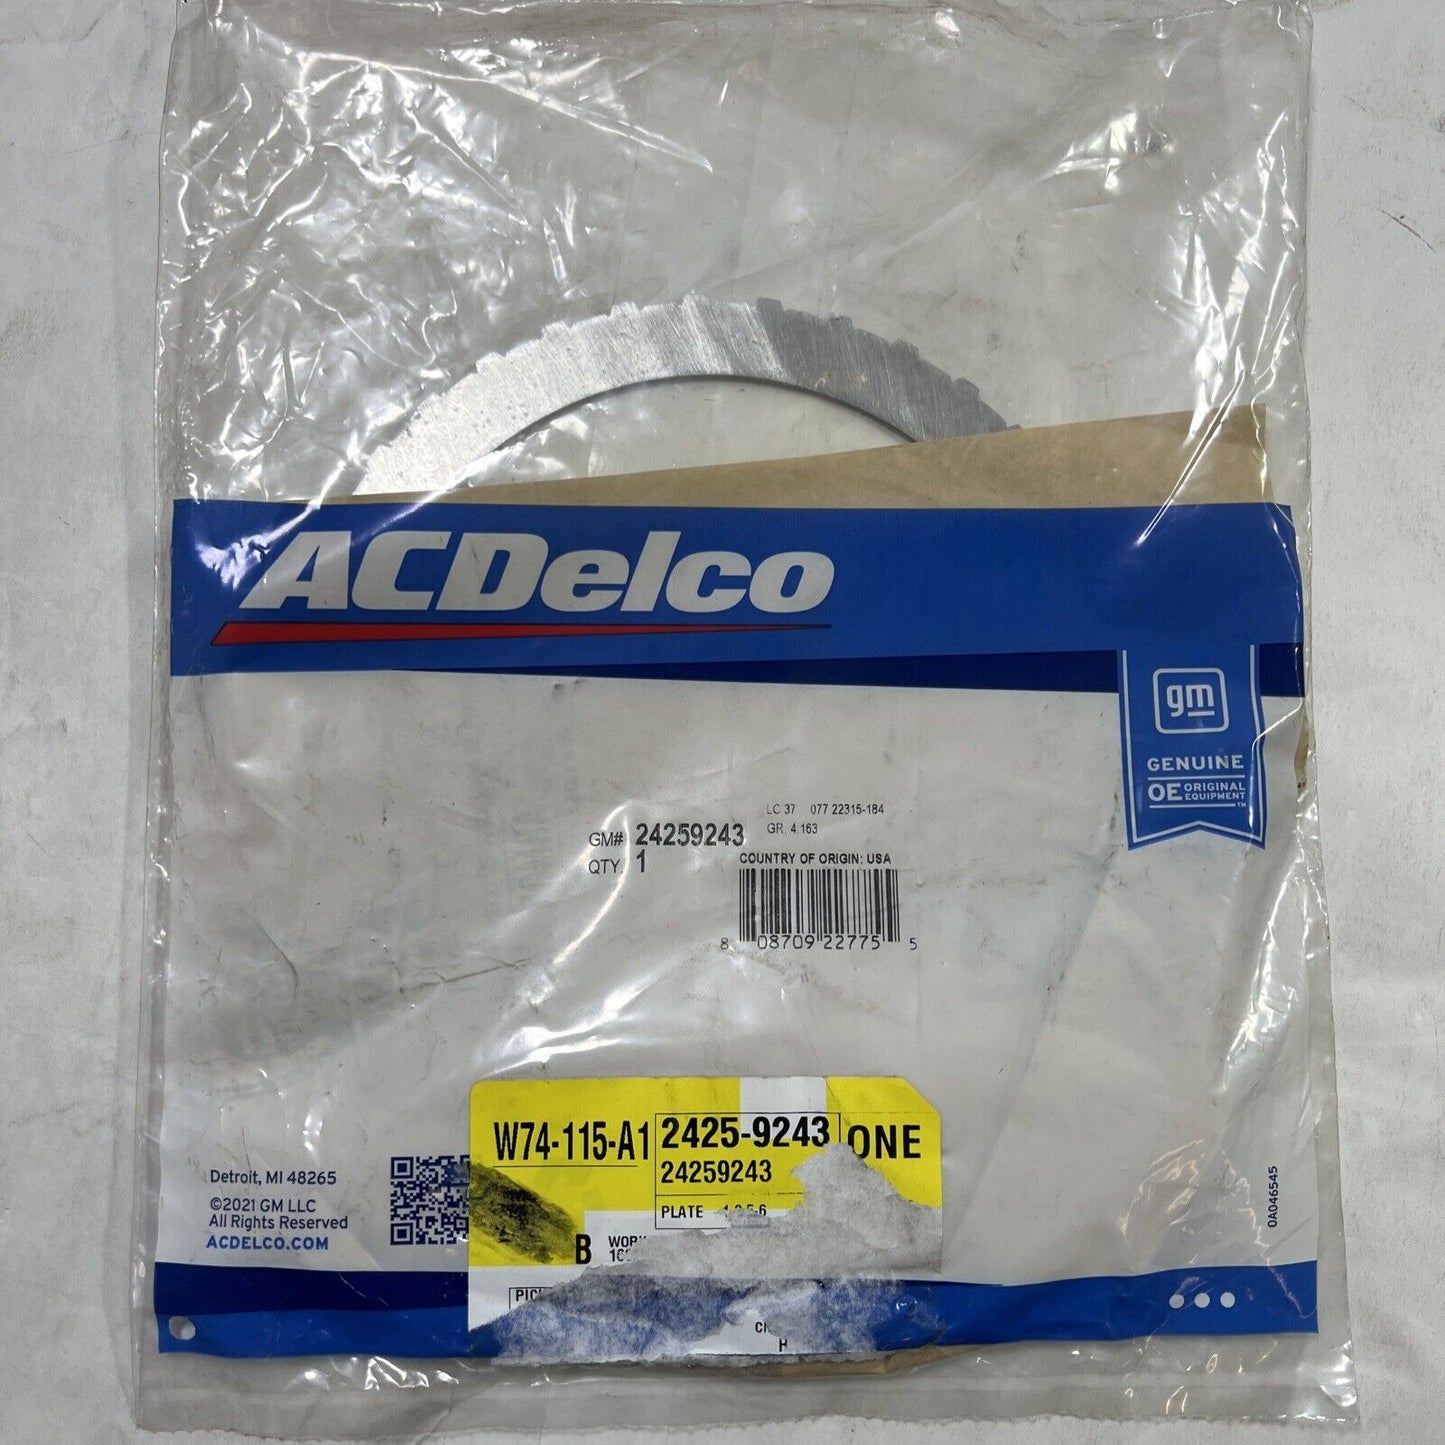 ACDelco
gm
GENUINE
OE ORIGINAL EQUIPMENT™
LC 37 077 22315-184
GM# 24259243 GR. 4.163
QTY. 1 COUNTRY OF ORIGIN: USA
8 08709 22775 5
W74-115-A1 2425-9243 ONE
24259243
PLATE
B
Detroit, MI 48265
©2021 GM LLC
All Rights Reserved
ACDELCO.COM
0A046545
H